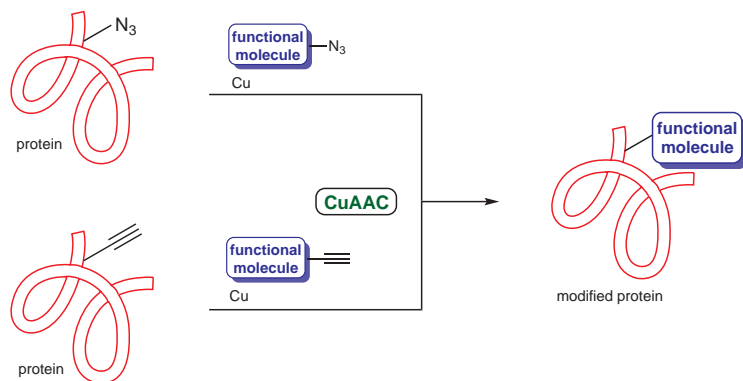 N3
protein
functional
molecule
N3
Cu
CuAAC
functional
molecule
modified protein
functional
molecule
Cu
protein